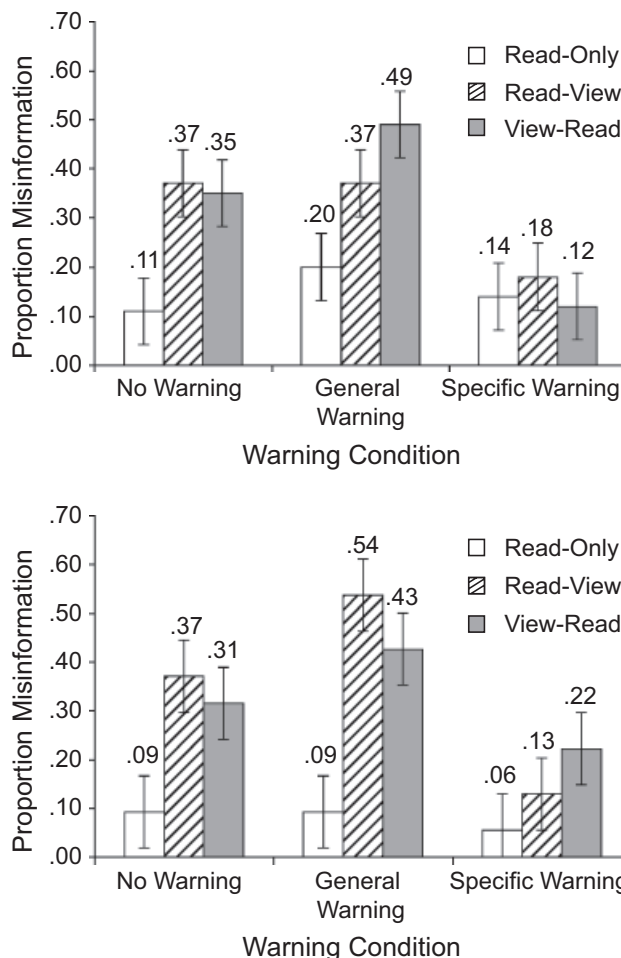 .70
.60
.50
.40
.30
.20
.10
.00
Proportion Misinformation
Read-Only
Read-View
View-Read
.11
.37
.35
.20
.37
.49
.14
.18
.12
No Warning
General
Warning
Specific Warning
Warning Condition
.70
.60
.50
.40
.30
.20
.10
.00
Proportion Misinformation
Read-Only
Read-View
View-Read
.09
.37
.31
.09
.54
.43
.06
.13
.22
No Warning
General
Warning
Specific Warning
Warning Condition